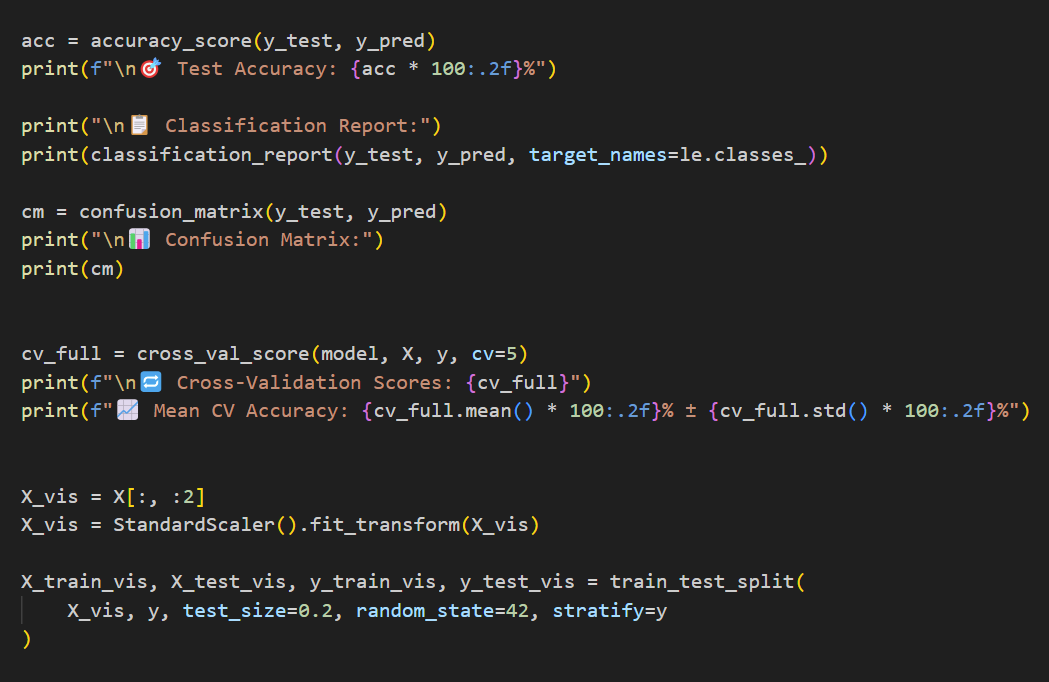 acc = accuracy_score(y_test, y_pred)
print(f"\n🎯 Test Accuracy: {acc * 100:.2f}%")
print("\n📋 Classification Report:")
print(classification_report(y_test, y_pred, target_names=le.classes_))
cm = confusion_matrix(y_test, y_pred)
print("\n📊 Confusion Matrix:")
print(cm)
cv_full = cross_val_score(model, X, y, cv=5)
print(f"\n🔁 Cross-Validation Scores: {cv_full}")
print(f"📈 Mean CV Accuracy: {cv_full.mean() * 100:.2f}% ± {cv_full.std() * 100:.2f}%")
X_vis = X[:, :2]
X_vis = StandardScaler().fit_transform(X_vis)
X_train_vis, X_test_vis, y_train_vis, y_test_vis = train_test_split(
    X_vis, y, test_size=0.2, random_state=42, stratify=y
)